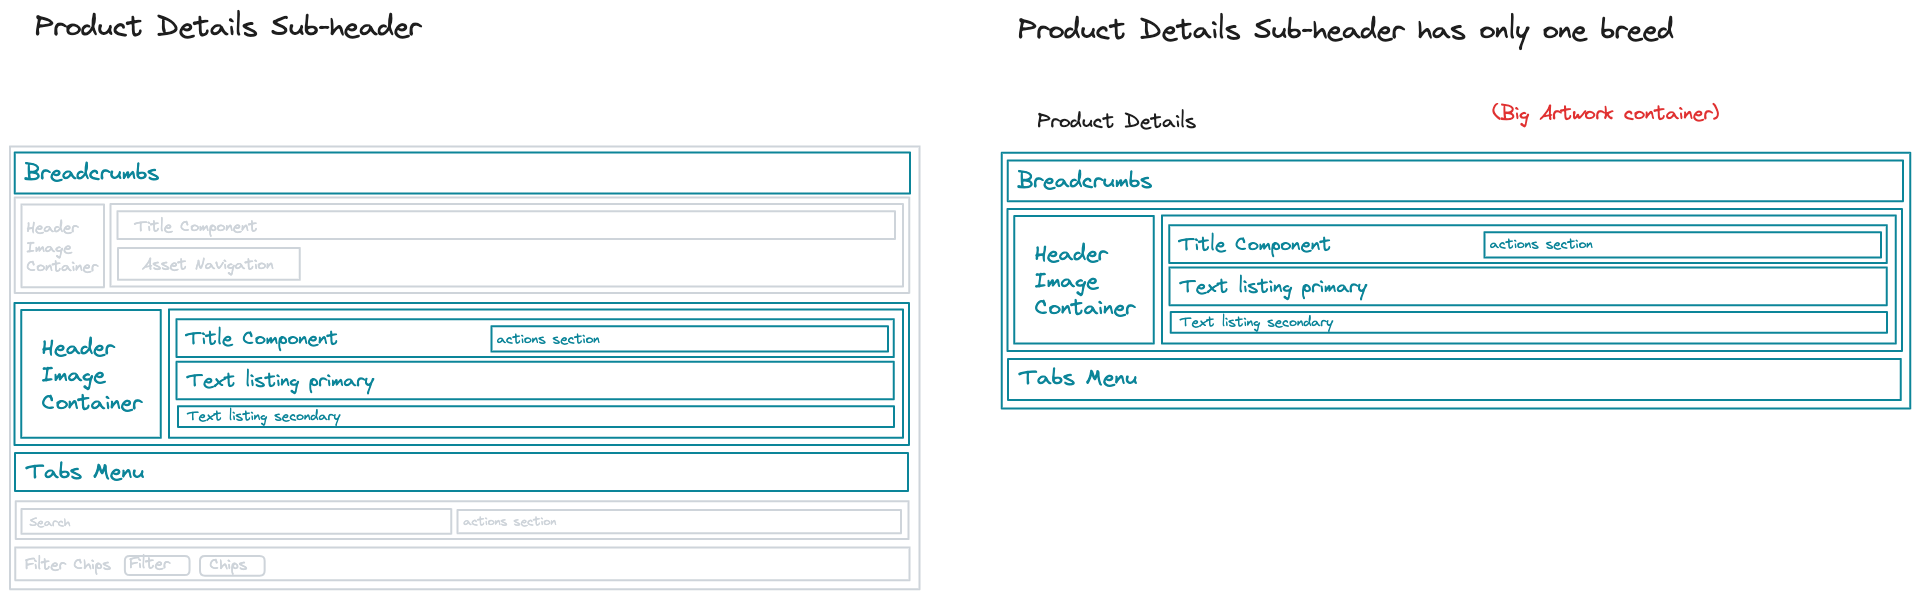 Product Details Sub-header
Breadcrumbs
Header
Image
Container
Title Component
Asset Navigation
Header
Image
Container
Title Component
actions section
Text listing primary
Text listing secondary
Tabs Menu
Search
actions section
Filter Chips
Filter
Chips
Product Details Sub-header has only one breed
Product Details
(Big Artwork container)
Breadcrumbs
Header
Image
Container
Title Component
actions section
Text listing primary
Text listing secondary
Tabs Menu